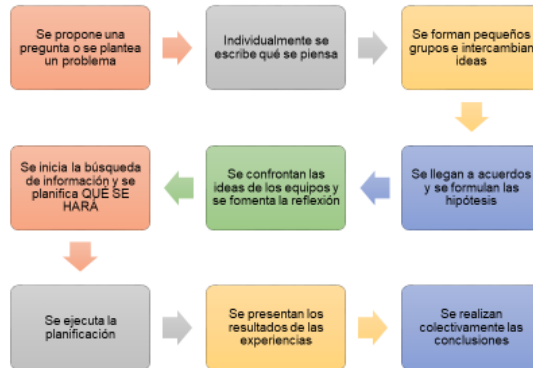 Se propone una
pregunta o se plantea
un problema
Individualmente se
escribe qué se piensa
Se forman pequeños
grupos e intercambian
ideas
Se llegan a acuerdos
y se formulan las
hipótesis
Se confrontan las
ideas de los equipos y
se fomenta la reflexión
Se inicia la búsqueda
de información y se
planifica QUÉ SE
HARÁ
Se ejecuta la
planificación
Se presentan los
resultados de las
experiencias
Se realizan
colectivamente las
conclusiones